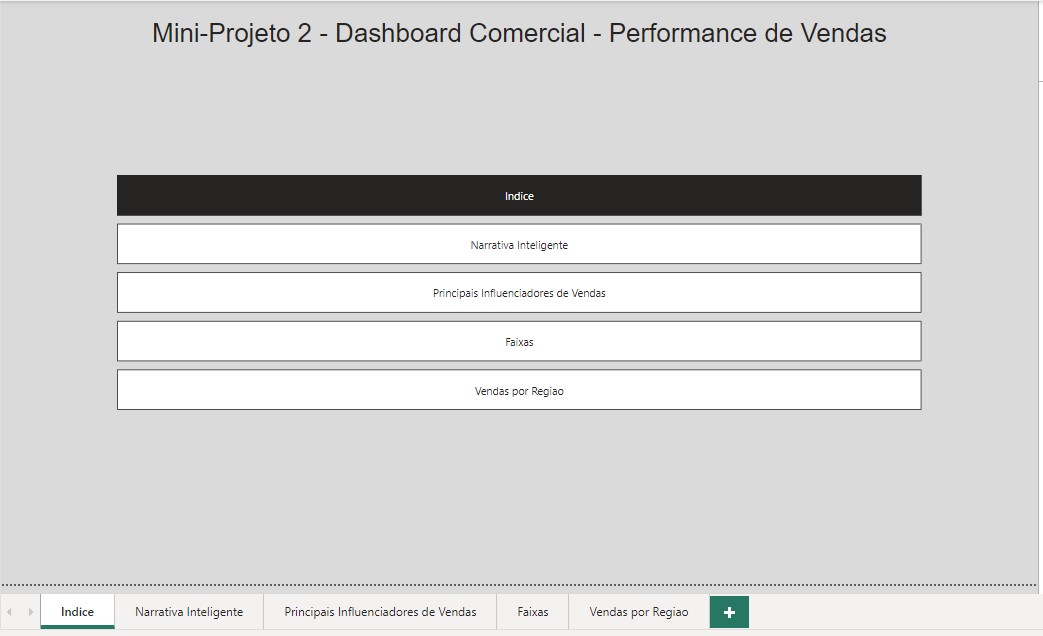 Mini-Projeto 2 - Dashboard Comercial - Performance de Vendas
Indice
Narrativa Inteligente
Principais Influenciadores de Vendas
Faixas
Vendas por Regiao
Indice Narrativa Inteligente Principais Influenciadores de Vendas Faixas Vendas por Regiao +